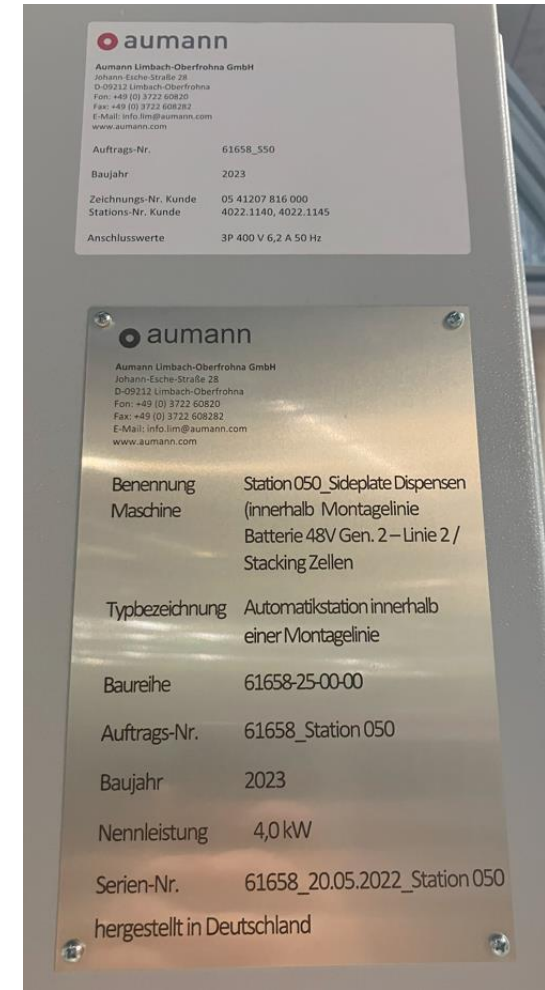 aumann
Aumann Limbach-Oberfrohna GmbH
Johann-Esche-Straße 28
D-09212 Limbach-Oberfrohna
Fon: +49 (0) 3722 60820
Fax: +49 (0) 3722 608282
E-Mail: info.lim@aumann.com
www.aumann.com
Auftrags-Nr. 61658_S50
Baujahr 2023
Zeichnungs-Nr. Kunde 05 41207 816 000
Stations-Nr. Kunde 4022.1140, 4022.1145
Anschlusswerte 3P 400 V 6,2 A 50 Hz
aumann
Aumann Limbach-Oberfrohna GmbH
Johann-Esche-Straße 28
D-09212 Limbach-Oberfrohna
Fon: +49 (0) 3722 60820
Fax: +49 (0) 3722 608282
E-Mail: info.lim@aumann.com
www.aumann.com
Benennung Station 050_Sideplate Dispensen
Maschine (innerhalb Montagelinie
Batterie 48V Gen. 2 – Linie 2 /
Stacking Zellen
Typbezeichnung Automatikstation innerhalb
einer Montagelinie
Baureihe 61658-25-00-00
Auftrags-Nr. 61658_Station 050
Baujahr 2023
Nennleistung 4,0 kW
Serien-Nr. 61658_20.05.2022_Station 050
hergestellt in Deutschland